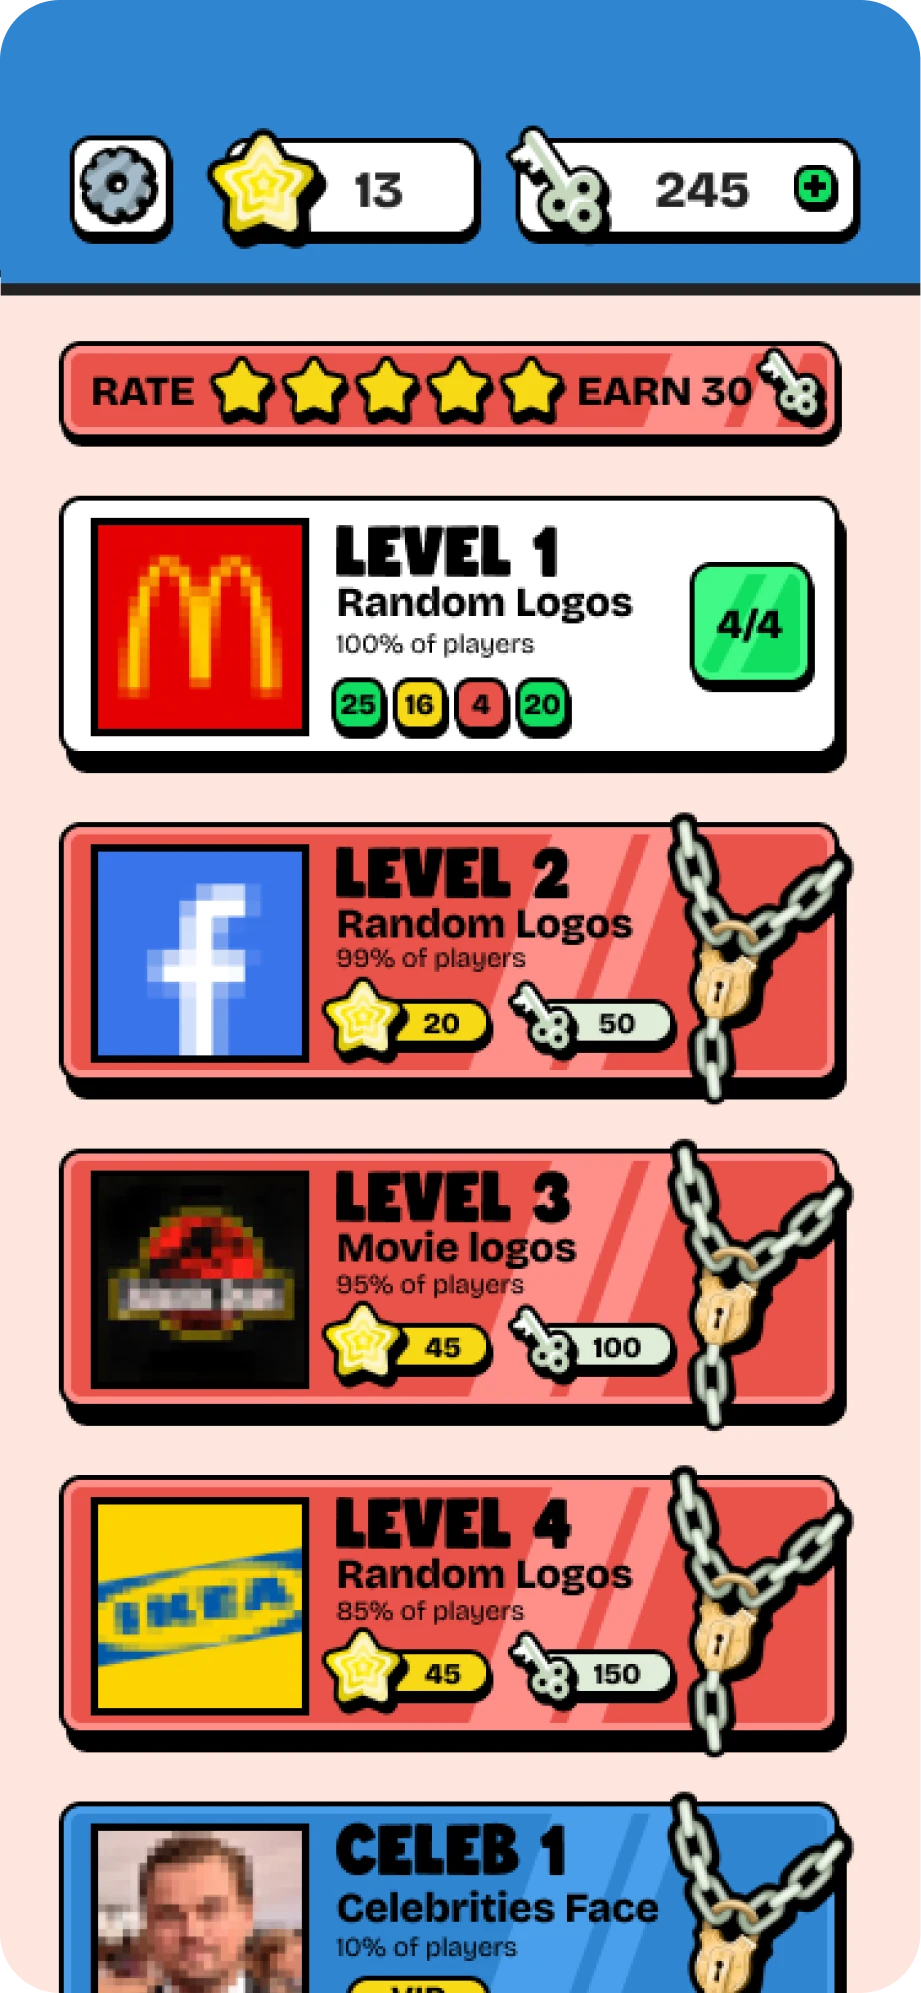 13
245
RATE EARN 30
LEVEL 1
Random Logos
100% of players
4/4
25 16 4 20
LEVEL 2
Random Logos
99% of players
20 50
LEVEL 3
Movie logos
95% of players
45 100
LEVEL 4
Random Logos
IKEA
85% of players
45 150
CELEB 1
Celebrities Face
10% of players
VIP